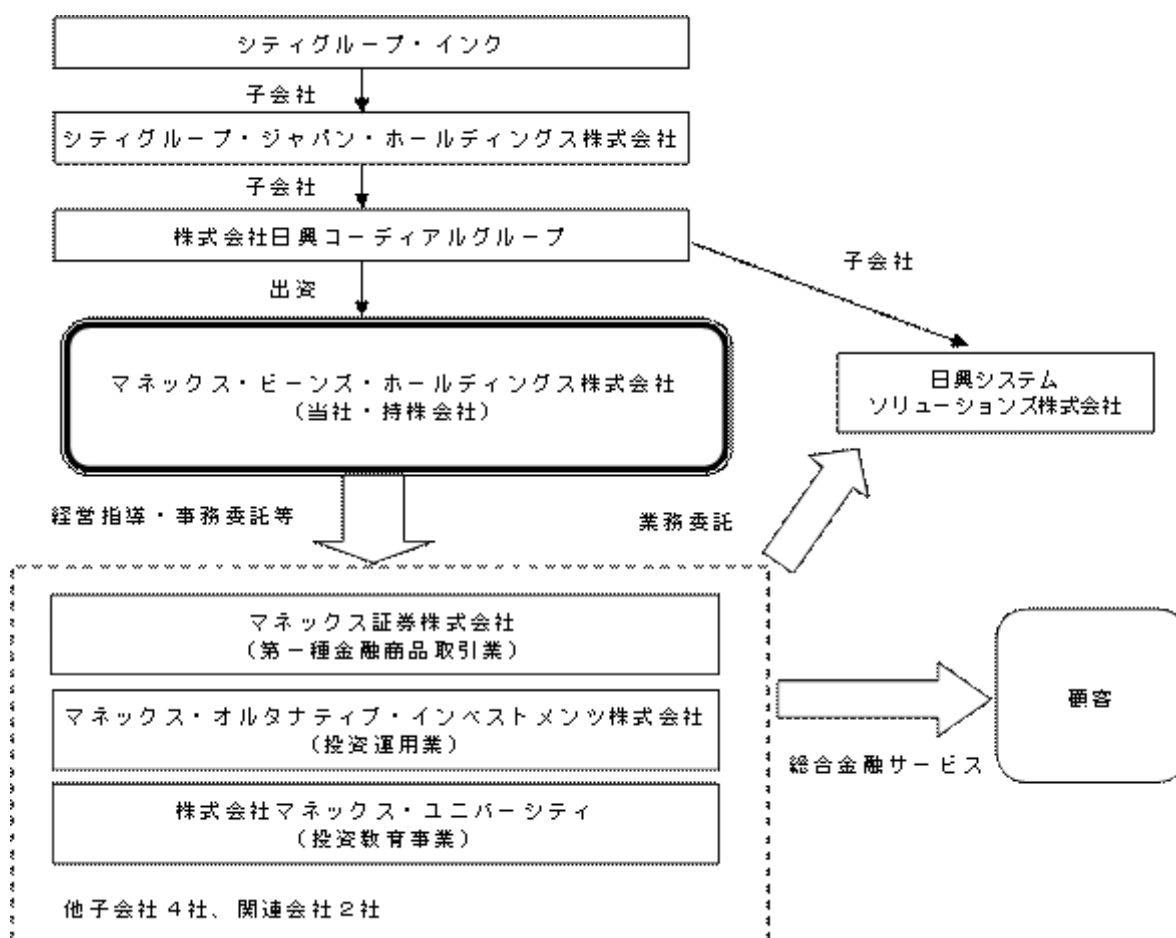 シティグループ・インク
子会社
シティグループ・ジャパン・ホールディングス株式会社
子会社
株式会社日興コーディアルグループ
子会社
出資
マネックス・ビーンズ・ホールディングス株式会社
（当社・持株会社）
日興システム
ソリューションズ株式会社
経営指導・事務委託等
業務委託
マネックス証券株式会社
（第一種金融商品取引業）
マネックス・オルタナティブ・インベストメンツ株式会社
（投資運用業）
顧客
総合金融サービス
株式会社マネックス・ユニバーシティ
（投資教育事業）
他子会社４社、関連会社２社